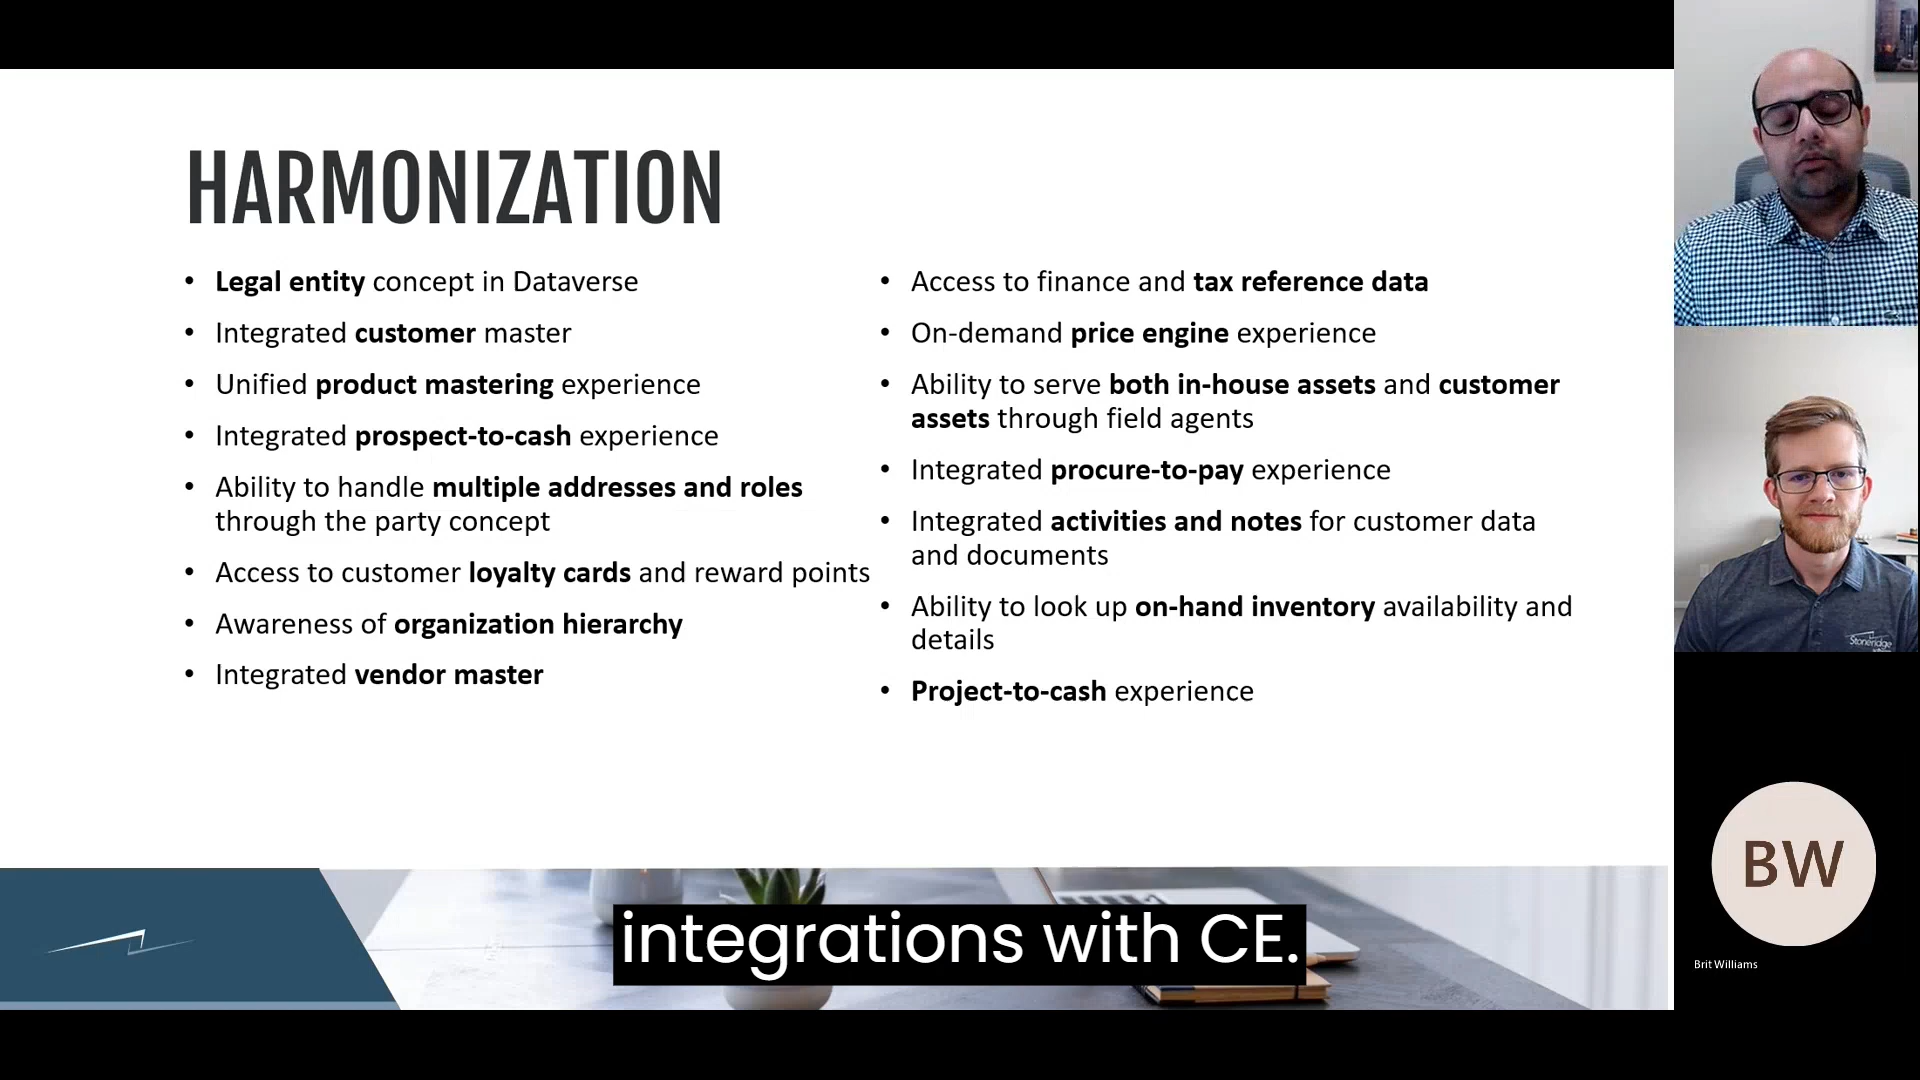 HARMONIZATION
• Legal entity concept in Dataverse
• Integrated customer master
• Unified product mastering experience
• Integrated prospect-to-cash experience
• Ability to handle multiple addresses and roles
through the party concept
• Access to customer loyalty cards and reward points
• Awareness of organization hierarchy
• Integrated vendor master
• Access to finance and tax reference data
• On-demand price engine experience
• Ability to serve both in-house assets and customer
assets through field agents
• Integrated procure-to-pay experience
• Integrated activities and notes for customer data
and documents
• Ability to look up on-hand inventory availability and
details
• Project-to-cash experience
integrations with CE.
Stoneridge
BW
Brit Williams